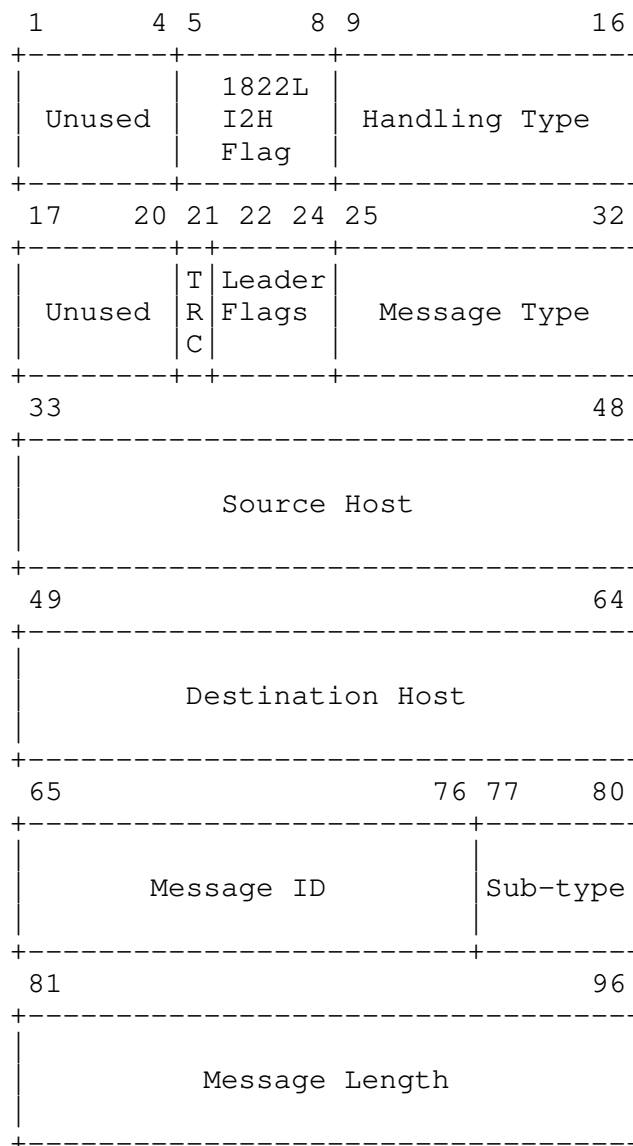 1 4 5 8 9 16
1822L
Unused I2H Handling Type
Flag
17 20 21 22 24 25 32
T Leader
Unused R Flags Message Type
C
33 48
Source Host
49 64
Destination Host
65 76 77 80
Message ID Sub-type
81 96
Message Length